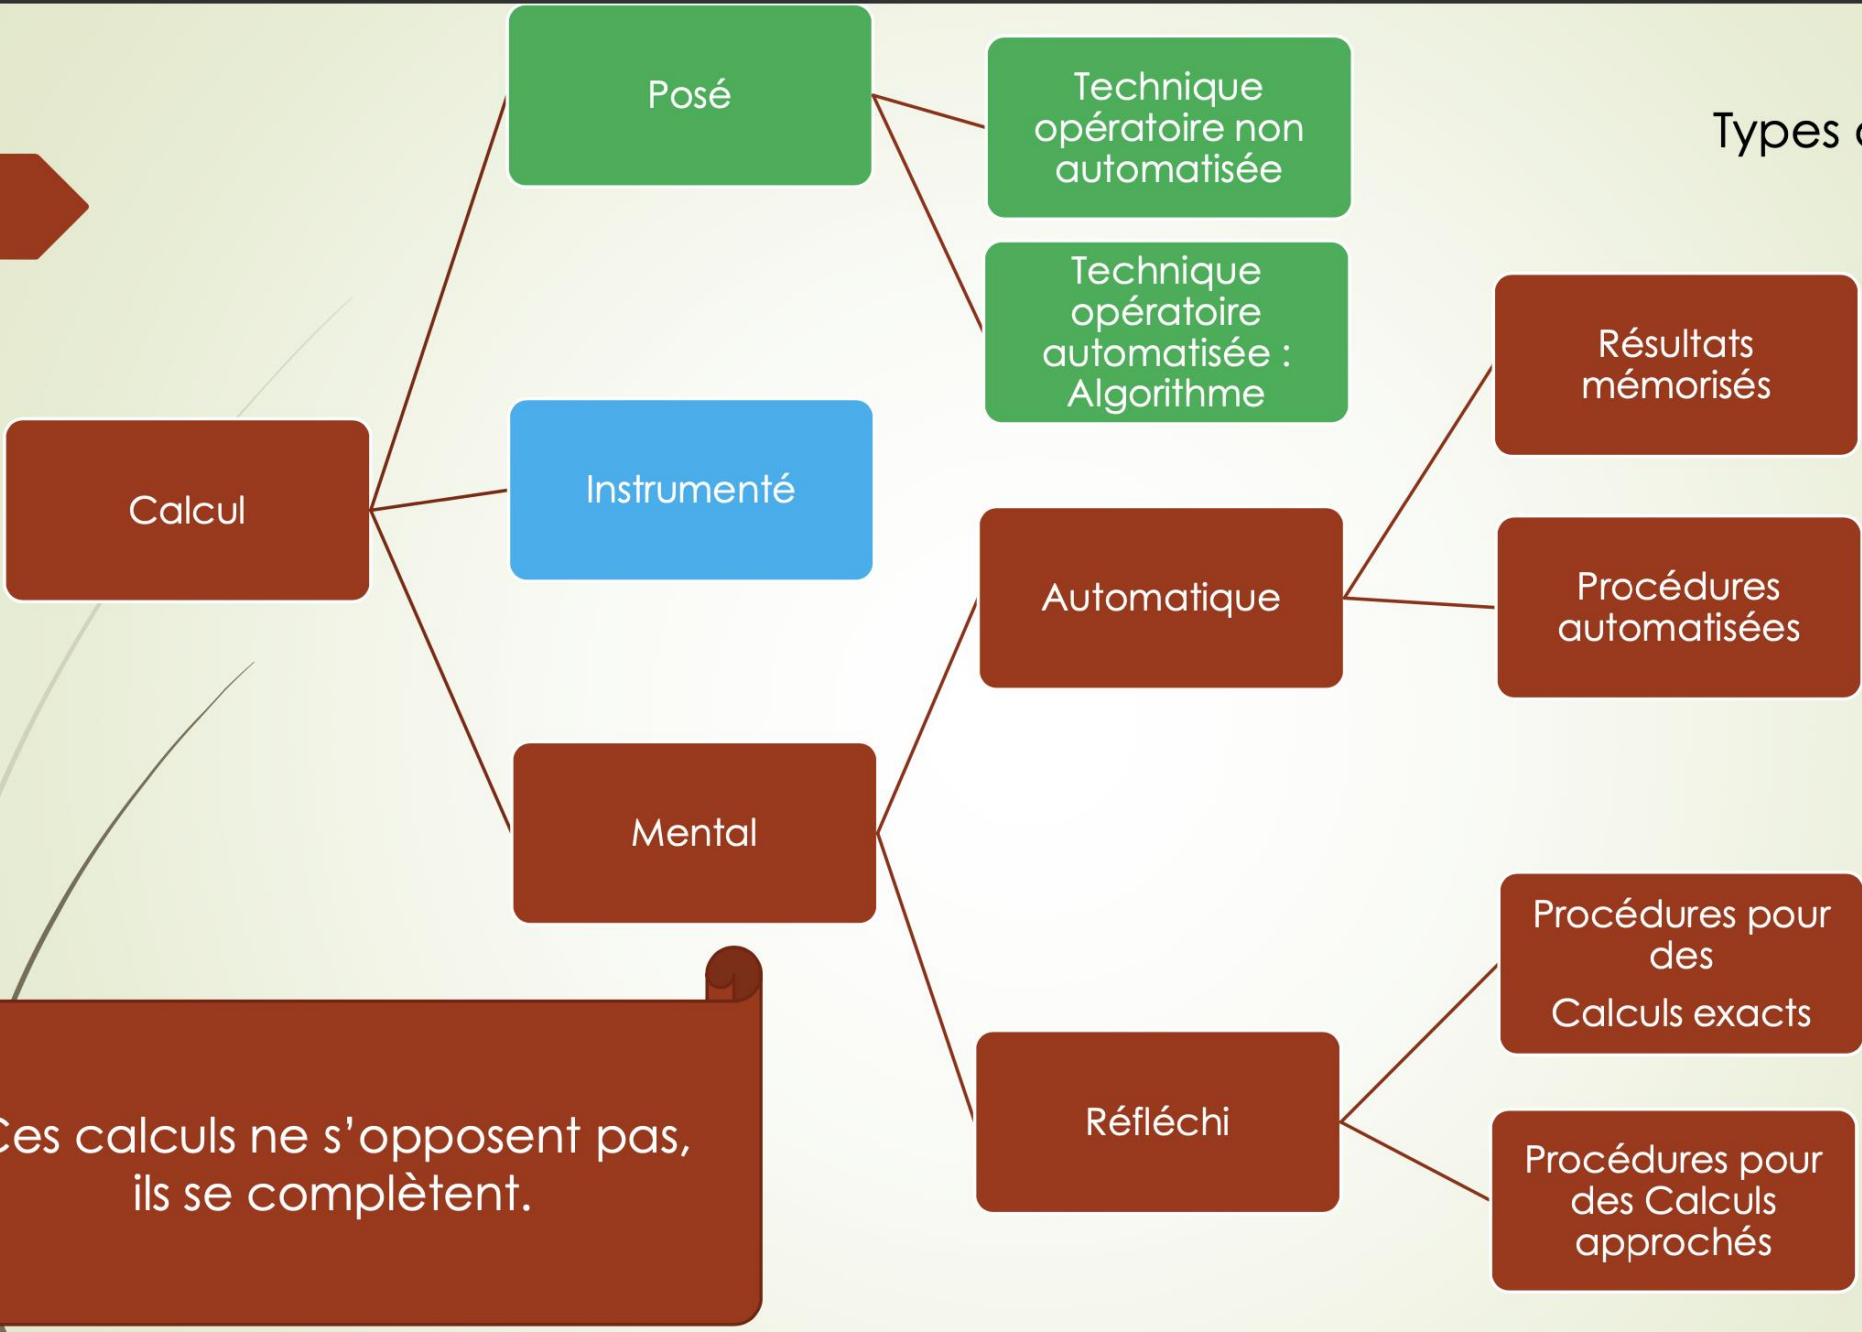 Posé
Technique
opératoire non
automatisée
Types
Technique
opératoire
automatisée :
Algorithme
Résultats
mémorisés
Calcul
Instrumenté
Automatique
Procédures
automatisées
Mental
Procédures pour
des
Calculs exacts
Réfléchi
Procédures pour
des Calculs
approchés
Ces calculs ne s’opposent pas,
ils se complètent.